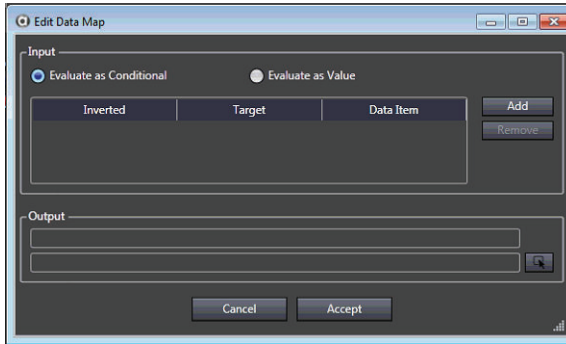 Edit Data Map
Input
Evaluate as Conditional
Evaluate as Value
Inverted
Target
Data Item
Add
Remove
Output
Cancel
Accept